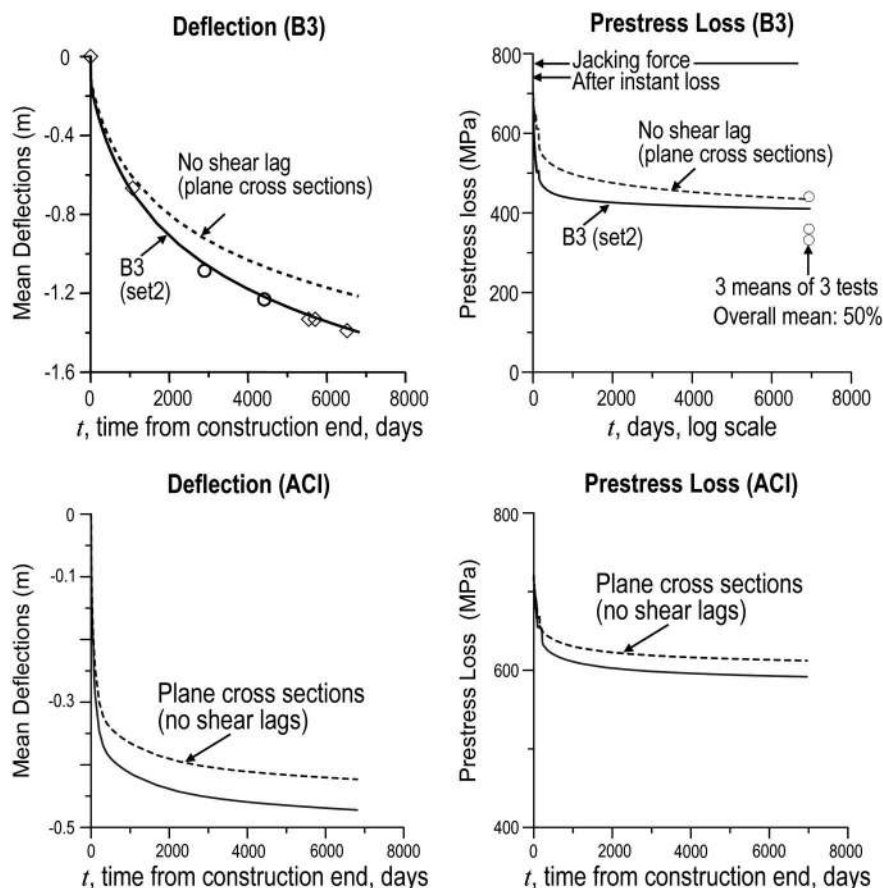 Deflection (B3)
0
-0.4
-0.8
-1.2
-1.6
Mean Deflections (m)
No shear lag
(plane cross sections)
B3
(set2)
0 2000 4000 6000 8000
t, time from construction end, days
Prestress Loss (B3)
800
600
400
200
0
Prestress loss (MPa)
Jacking force
After instant loss
No shear lag
(plane cross sections)
B3 (set2)
3 means of 3 tests
Overall mean: 50%
0 2000 4000 6000 8000
t, days, log scale
Deflection (ACI)
0
-0.1
-0.3
-0.5
Mean Deflections (m)
Plane cross sections
(no shear lags)
0 2000 4000 6000 8000
t, time from construction end, days
Prestress Loss (ACI)
800
600
400
Prestress Loss (MPa)
Plane cross sections
(no shear lags)
0 2000 4000 6000 8000
t, time from construction end, days